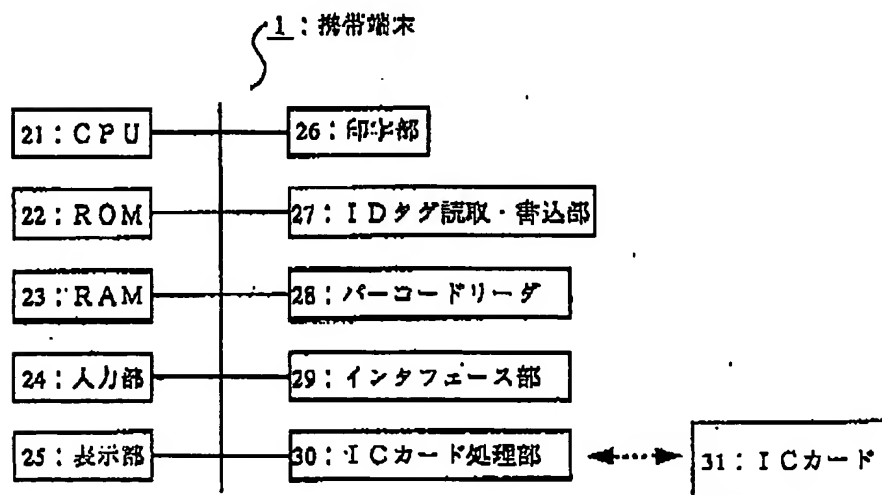 1：携帯端末
21：CPU
26：印字部
22：ROM
27：IDタグ読取・書込部
23：RAM
28：バーコードリーダ
24：入力部
29：インタフェース部
25：表示部
30：ICカード処理部
31：ICカード